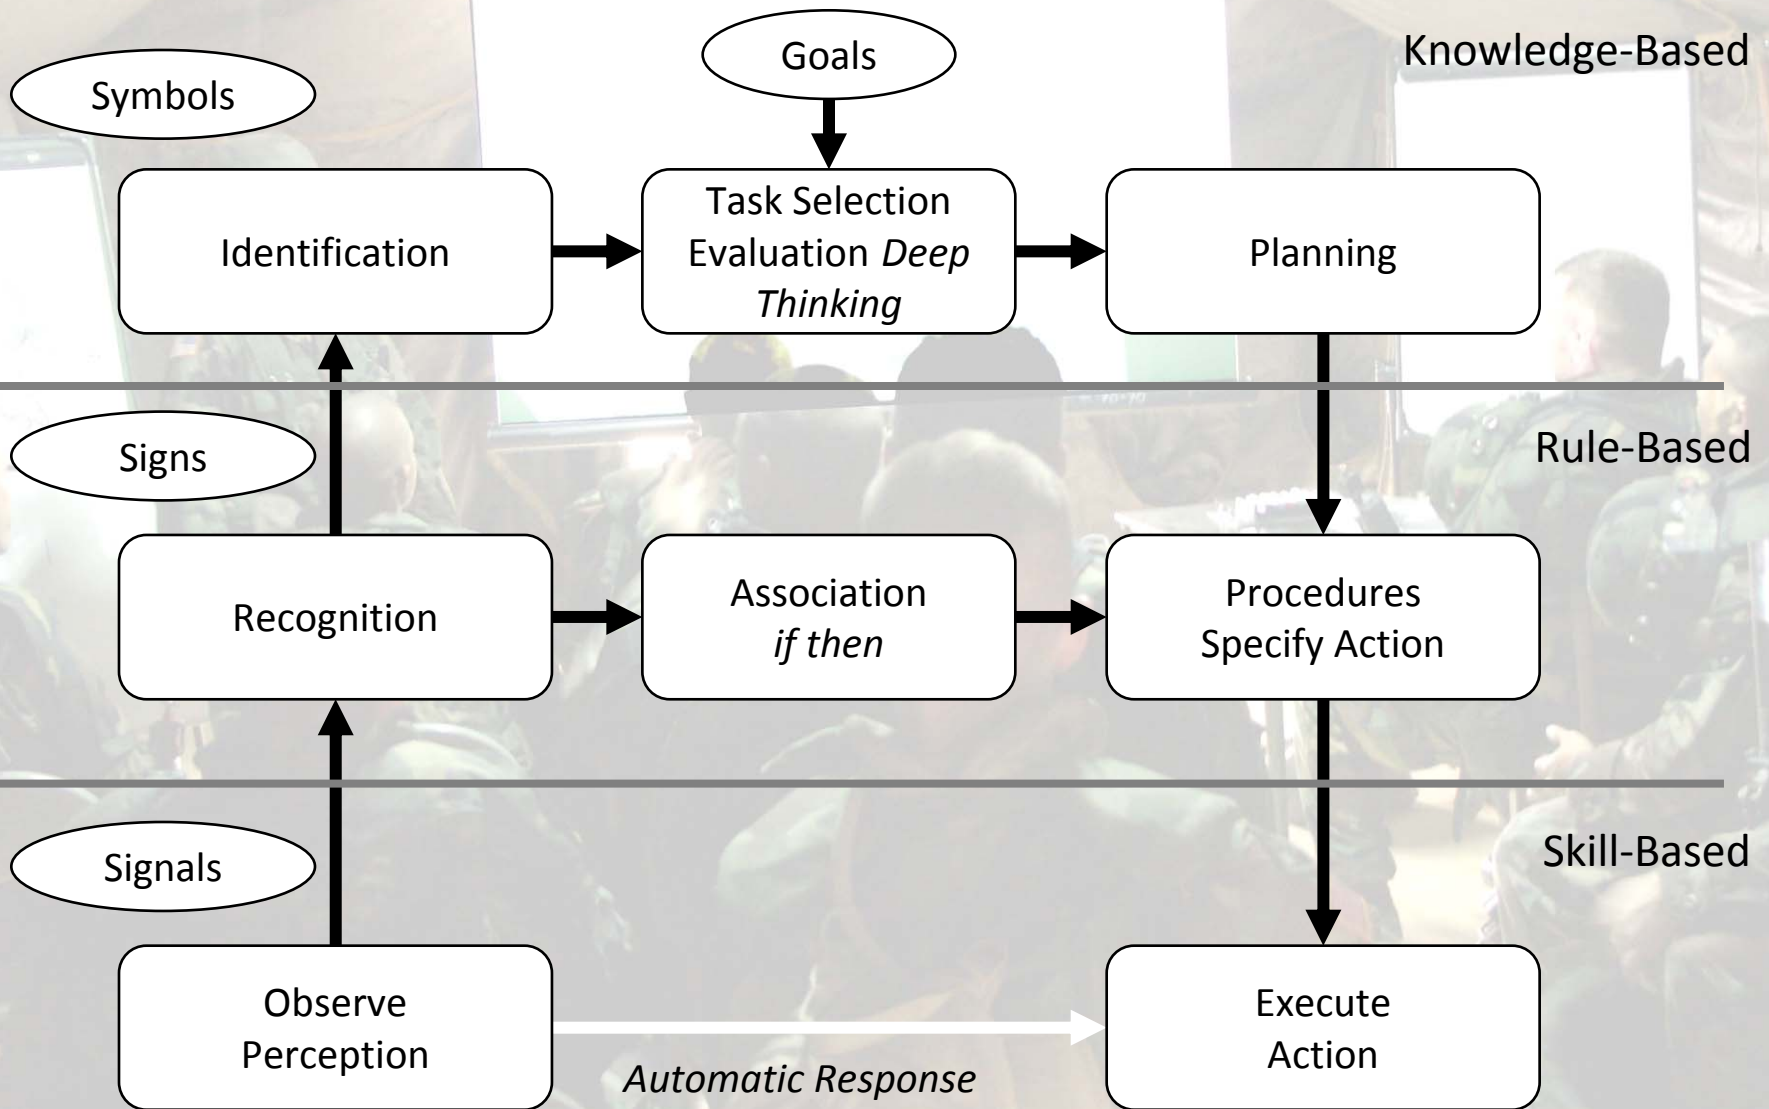 Goals
Knowledge-Based
Symbols
Identification
Task Selection
Evaluation Deep
Thinking
Planning
Signs
Rule-Based
Recognition
Association
if then
Procedures
Specify Action
Signals
Skill-Based
Observe
Perception
Automatic Response
Execute
Action